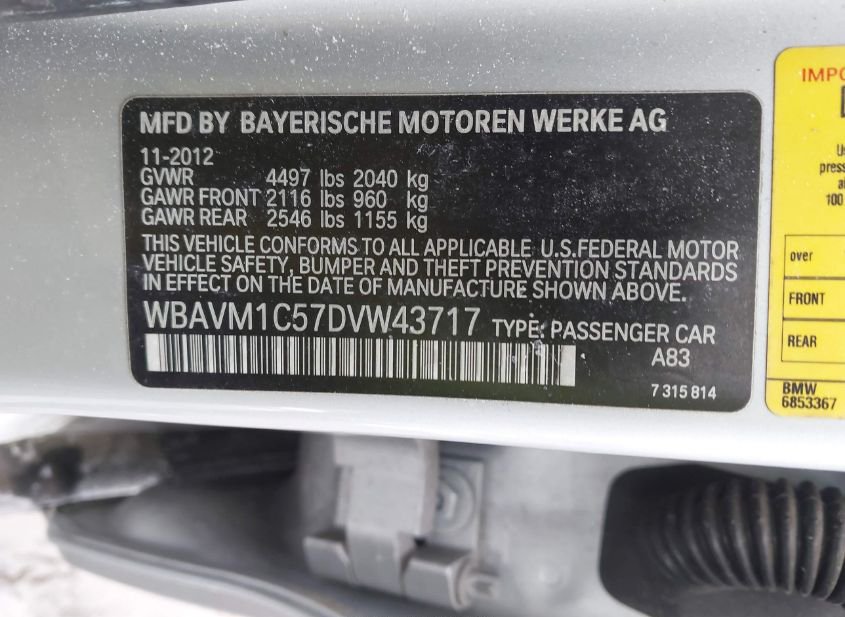 MFD BY BAYERISCHE MOTOREN WERKE AG
11-2012
GVWR 4497 lbs 2040 kg
GAWR FRONT 2116 lbs 960 kg
GAWR REAR 2546 lbs 1155 kg
THIS VEHICLE CONFORMS TO ALL APPLICABLE U.S.FEDERAL MOTOR
VEHICLE SAFETY, BUMPER AND THEFT PREVENTION STANDARDS
IN EFFECT ON THE DATE OF MANUFACTURE SHOWN ABOVE.
WBAVM1C57DVW43717 TYPE: PASSENGER CAR
A83
7 315 814
over
FRONT
REAR
BMW
6853367
100